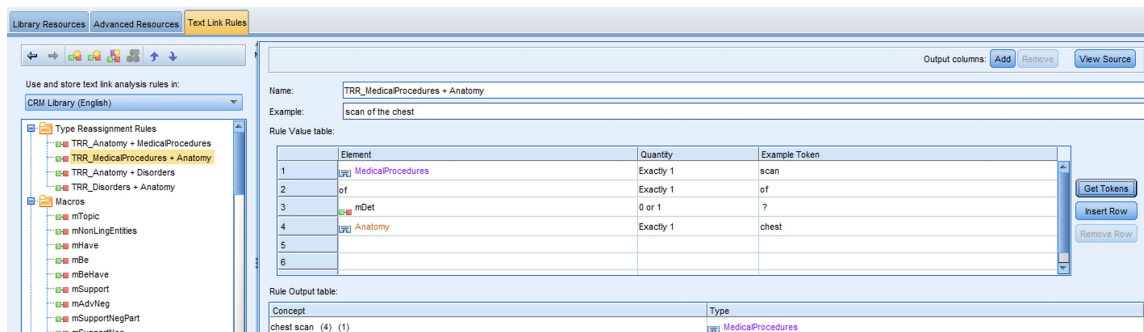 Library Resources Advanced Resources Text Link Rules
Output columns: Add Remove View Source
Use and store text link analysis rules in:
CRM Library (English)
Name: TRR_MedicalProcedures + Anatomy
Example: scan of the chest
Rule Value table:
Type Reassignment Rules
TRR_Anatomy + MedicalProcedures
TRR_MedicalProcedures + Anatomy
TRR_Anatomy + Disorders
TRR_Disorders + Anatomy
Macros
mTopic
mNonLingEntities
mHave
mBe
mBeHave
mSupport
mAdvNeg
mSupportNegPart
Element Quantity Example Token
1 MedicalProcedures Exactly 1 scan
2 of Exactly 1 of
3 mDet 0 or 1 ?
4 Anatomy Exactly 1 chest
5
6
Get Tokens
Insert Row
Remove Row
Rule Output table:
Concept Type
chest scan (4) (1) MedicalProcedures